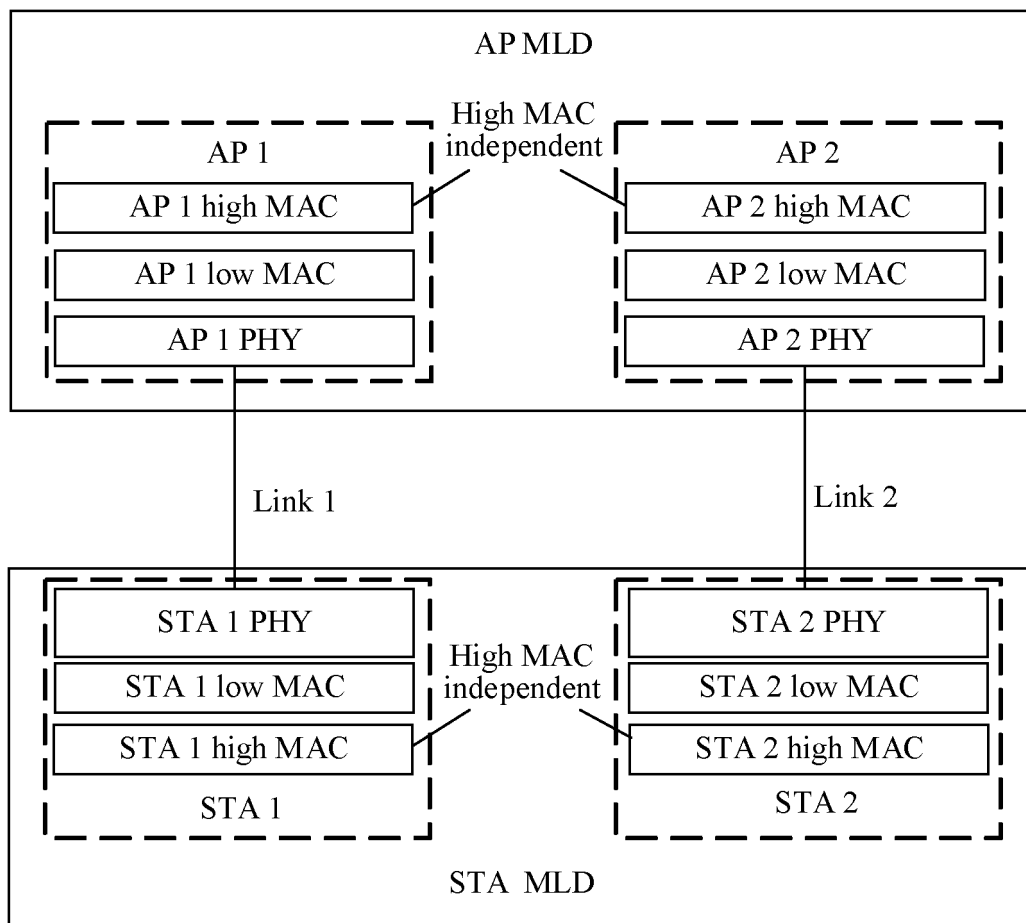 AP MLD
High MAC
independent
AP 1
AP 2
AP 1 high MAC
AP 2 high MAC
AP 1 low MAC
AP 2 low MAC
AP 1 PHY
AP 2 PHY
Link 1
Link 2
STA 1 PHY
STA 2 PHY
High MAC
independent
STA 1 low MAC
STA 2 low MAC
STA 1 high MAC
STA 2 high MAC
STA 1
STA 2
STA MLD